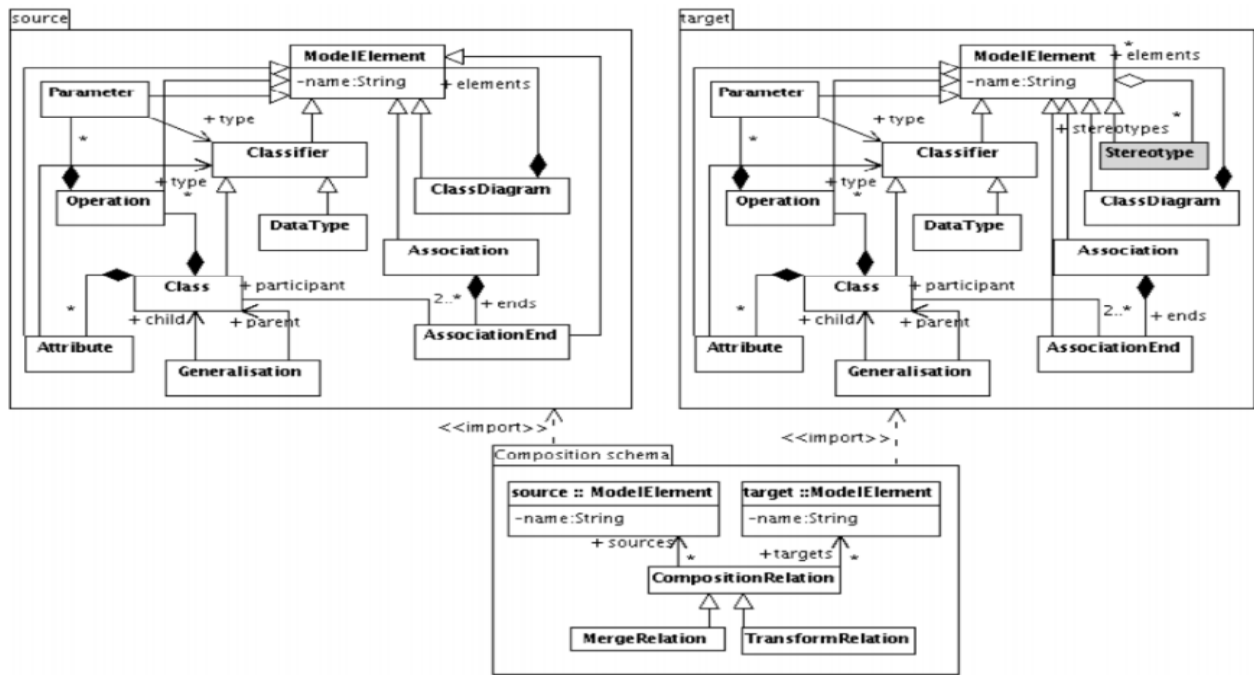 source
ModelElement
-name:String
+ elements
Parameter
+ type
*
Classifier
+ type
*
Operation
ClassDiagram
DataType
Association
Class
+ participant
2..*
+ ends
*
+ child
+ parent
Attribute
AssociationEnd
Generalisation
target
ModelElement
*
+ elements
-name:String
Parameter
*
+ type
+ stereotypes
*
Classifier
Stereotype
+ type
*
Operation
ClassDiagram
DataType
Association
Class
+ participant
2..*
+ ends
*
+ child
+ parent
Attribute
AssociationEnd
Generalisation
<<import>>
<<import>>
Composition schema
source :: ModelElement
-name:String
target ::ModelElement
-name:String
+ sources
*
+targets
*
CompositionRelation
MergeRelation
TransformRelation